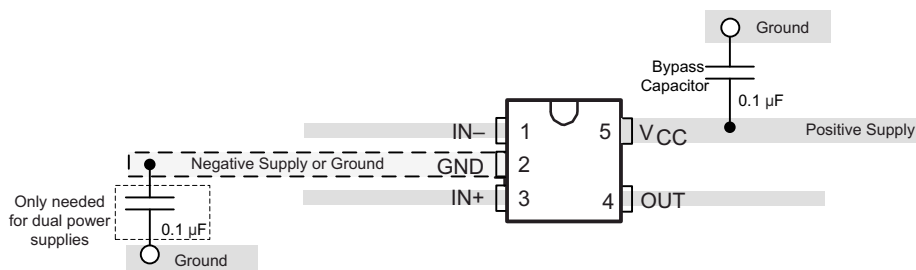 Ground
Bypass
Capacitor
0.1 µF
IN–
1
5
VCC
Positive Supply
Negative Supply or Ground
GND
2
IN+
3
4
OUT
Only needed
for dual power
supplies
0.1 µF
Ground